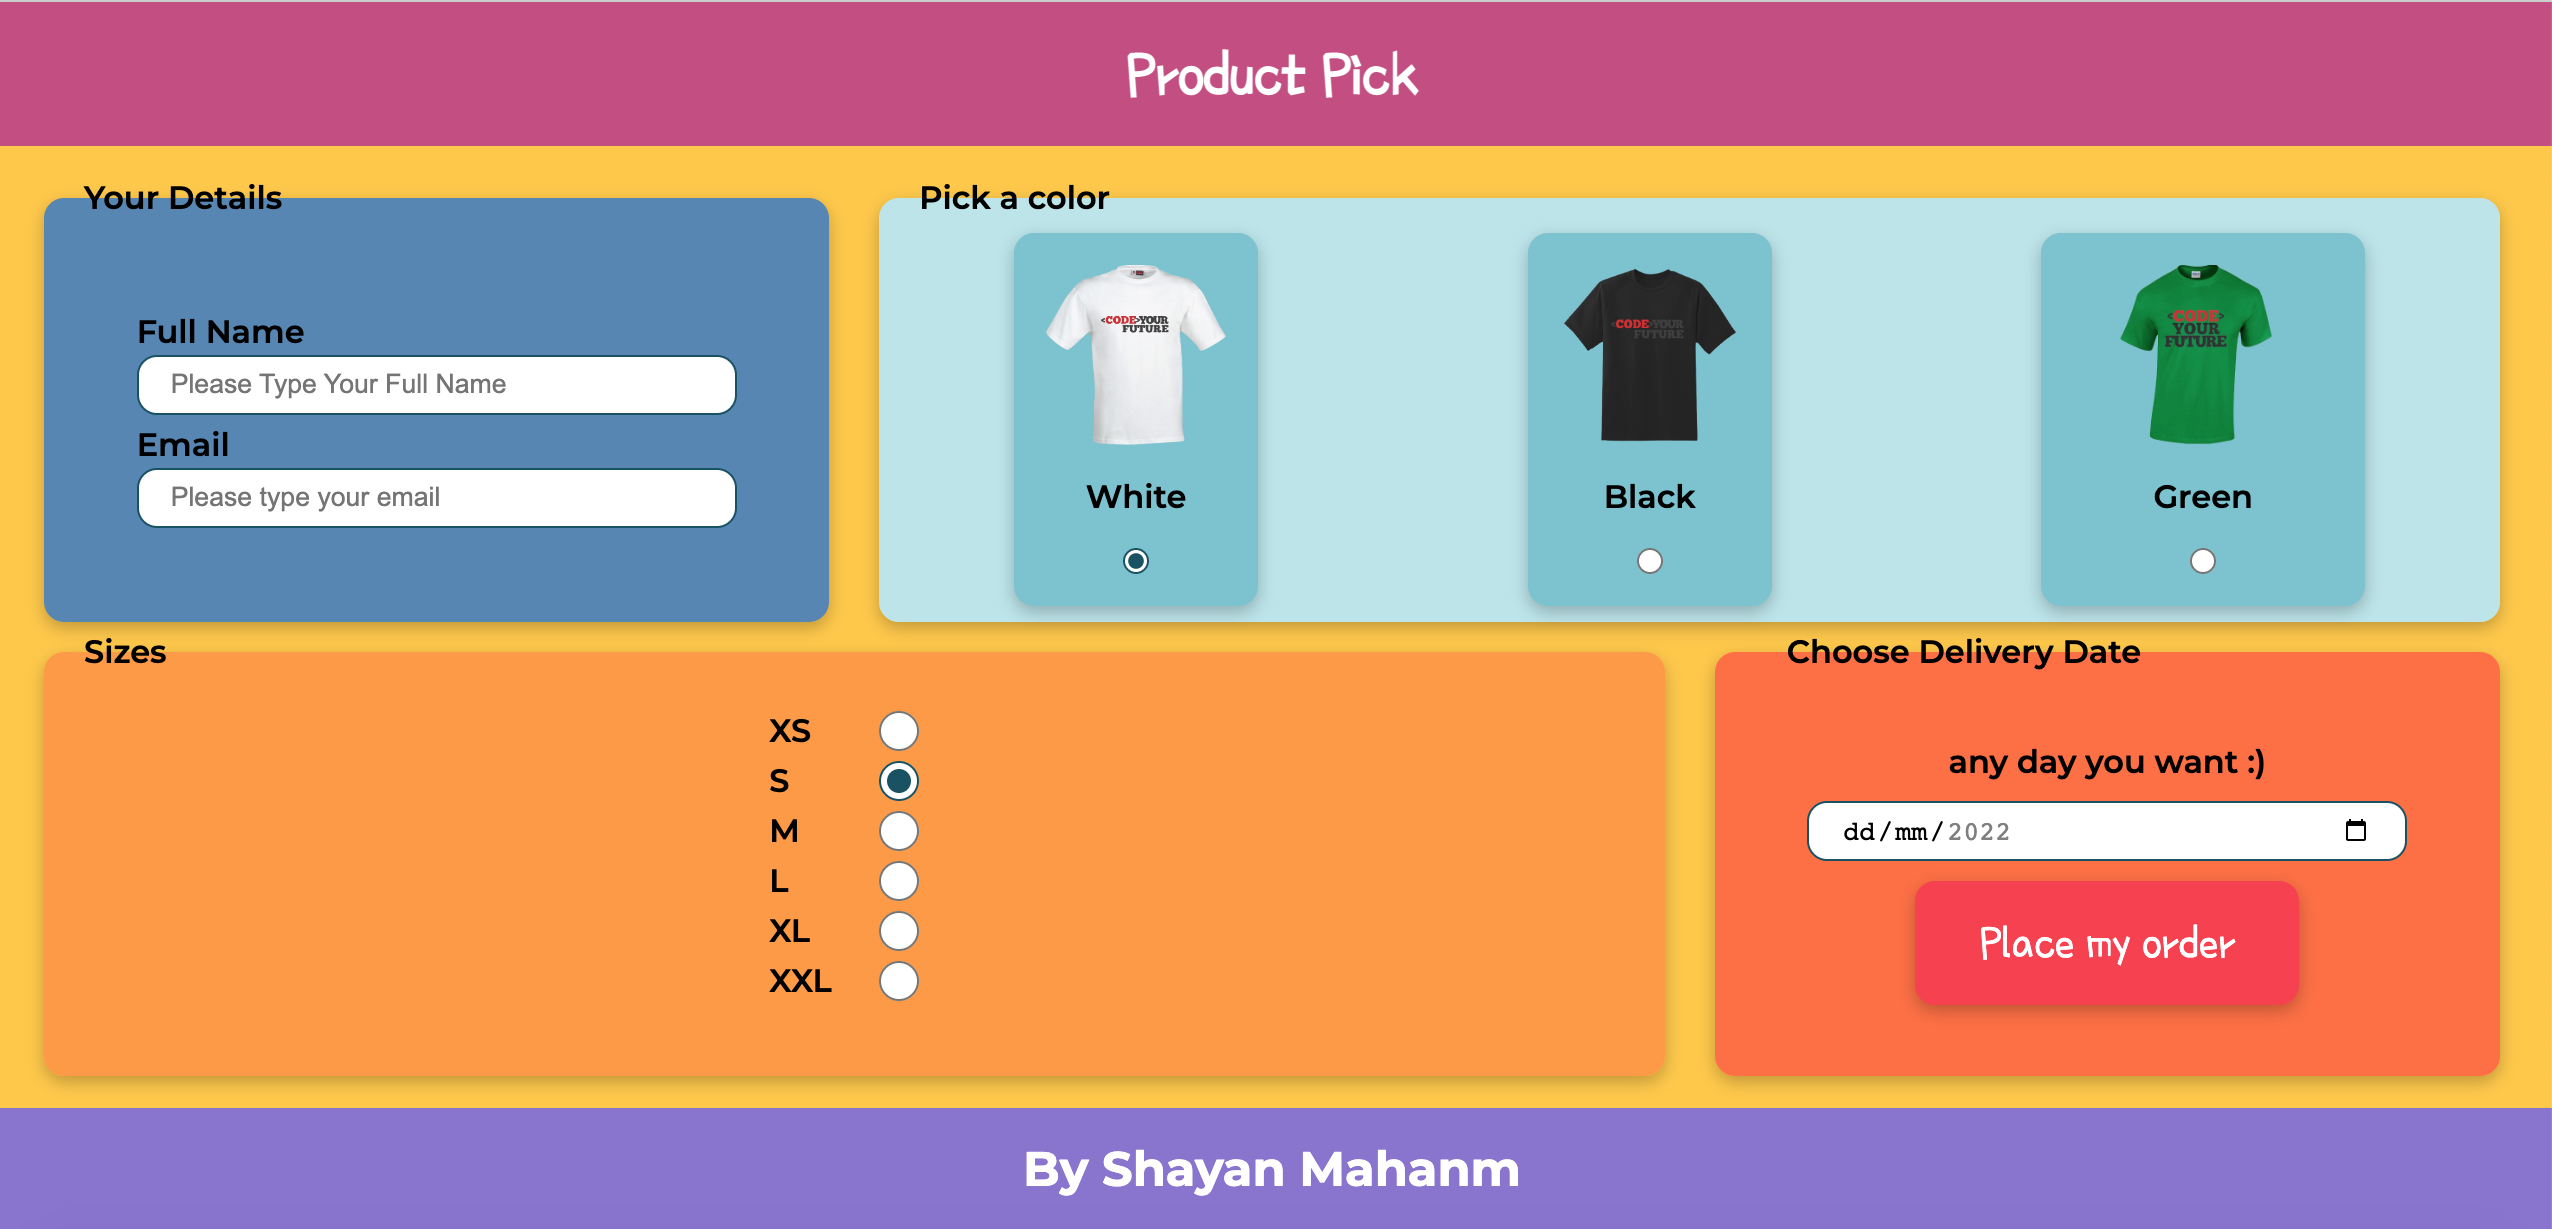 Product Pick
Your Details
Full Name
Please Type Your Full Name
Email
Please type your email
Pick a color
<CODE>YOUR
FUTURE
White
<CODE>YOUR
FUTURE
Black
<CODE>
YOUR
FUTURE
Green
Sizes
XS
S
M
L
XL
XXL
Choose Delivery Date
any day you want :)
dd/mm/2022
Place my order
By Shayan Mahanm